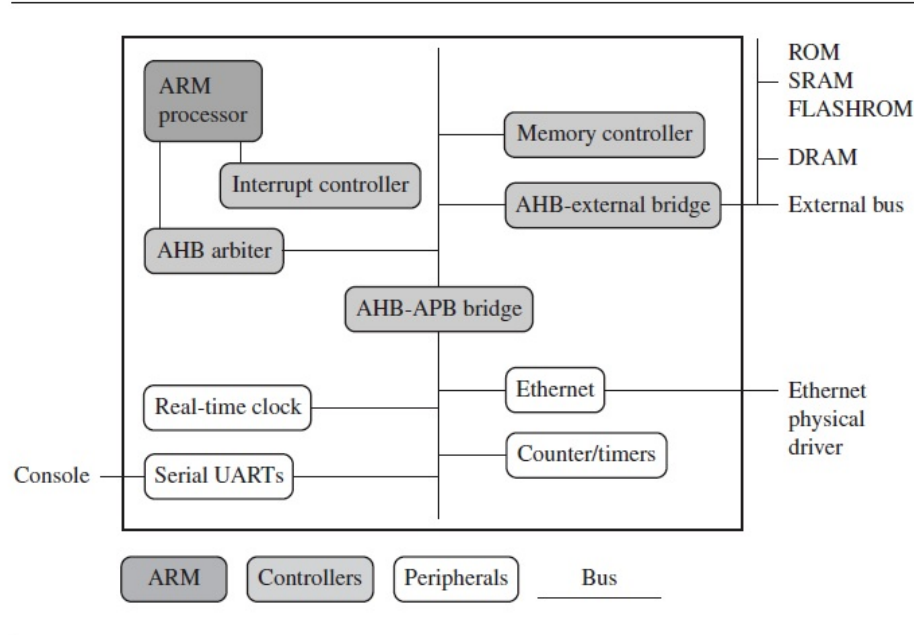 ARM
processor
Interrupt controller
AHB arbiter
Memory controller
AHB-external bridge
AHB-APB bridge
ROM
SRAM
FLASHROM
DRAM
External bus
Real-time clock
Ethernet
Ethernet
physical
driver
Console
Serial UARTs
Counter/timers
ARM
Controllers
Peripherals
Bus